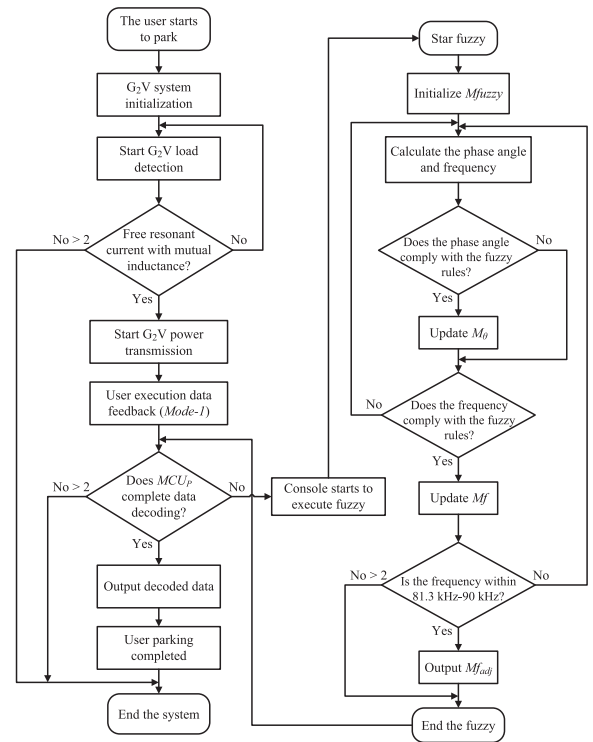 The user starts
to park
G2V system
initialization
Start G2V load
detection
Free resonant
current with mutual
inductance?
No > 2
No
Yes
Start G2V power
transmission
User execution data
feedback (Mode-1)
Does MCUP
complete data
decoding?
No > 2
No
Yes
Output decoded data
User parking
completed
End the system
Console starts to
execute fuzzy
Star fuzzy
Initialize Mfuzzy
Calculate the phase angle
and frequency
Does the phase angle
comply with the fuzzy
rules?
No
Yes
Update Mθ
Does the frequency
comply with the fuzzy
rules?
No
Yes
Update Mf
Is the frequency within
81.3 kHz-90 kHz?
No > 2
No
Yes
Output Mfadj
End the fuzzy